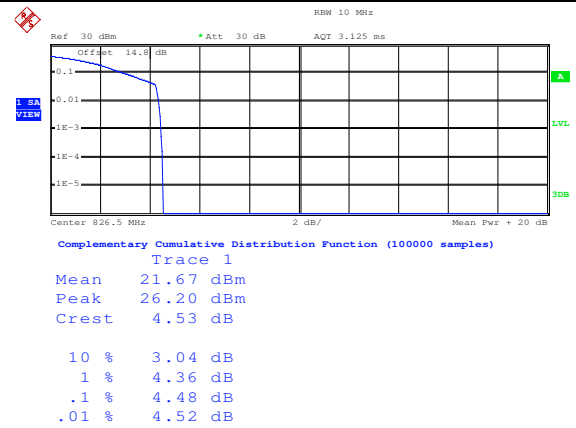 RBW 10 MHz
Ref 30 dBm *Att 30 dB AQT 3.125 ms
Offset 14.8 dB
0.1
A
0.01
1 SA
VIEW
1E-3
LVL
1E-4
1E-5
3DB
Center 826.5 MHz 2 dB/ Mean Pwr + 20 dB
Complementary Cumulative Distribution Function (100000 samples)
Trace 1
Mean 21.67 dBm
Peak 26.20 dBm
Crest 4.53 dB
10 % 3.04 dB
1 % 4.36 dB
.1 % 4.48 dB
.01 % 4.52 dB